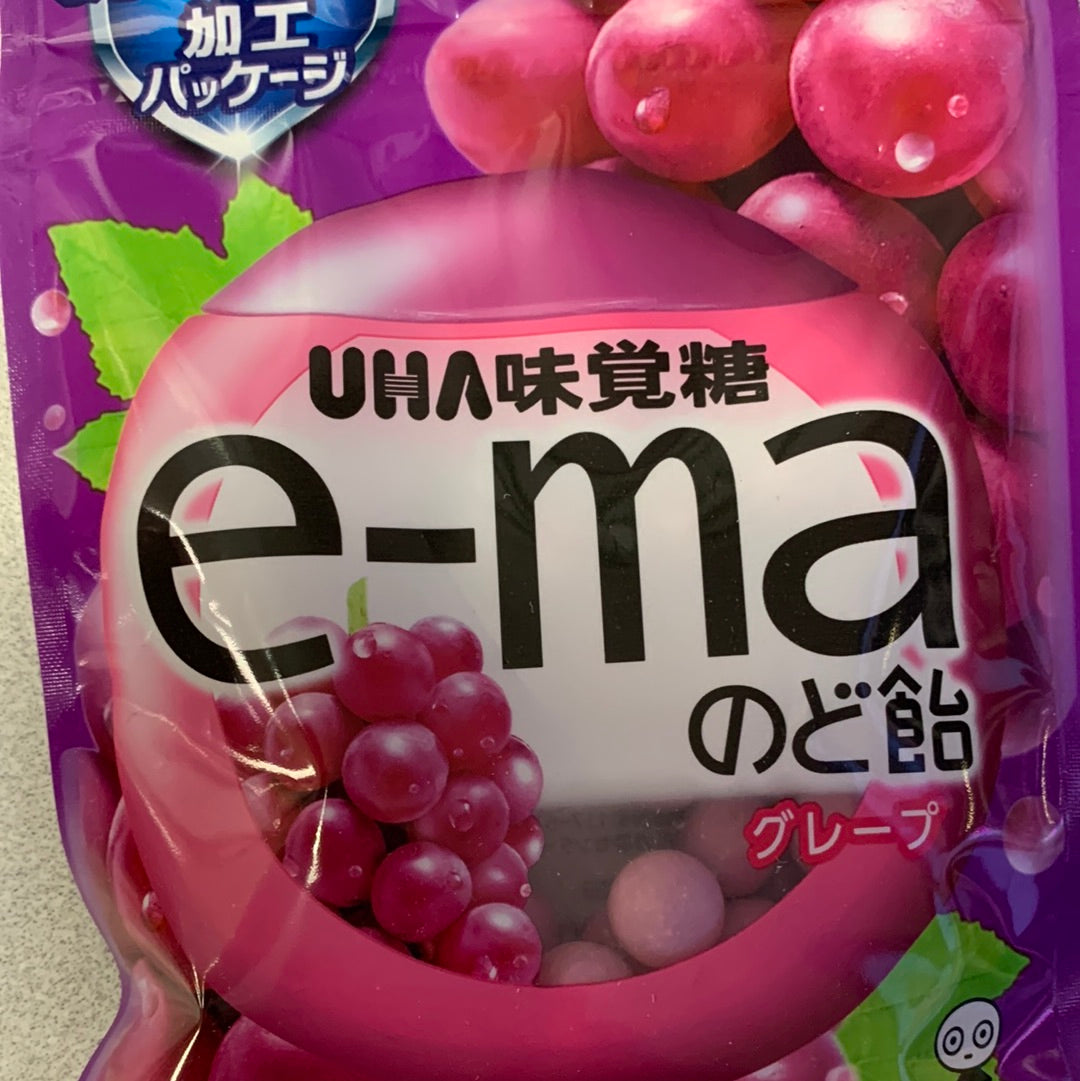 加工
パッケージ
UHA味覚糖
e-ma
のど飴
グレープ